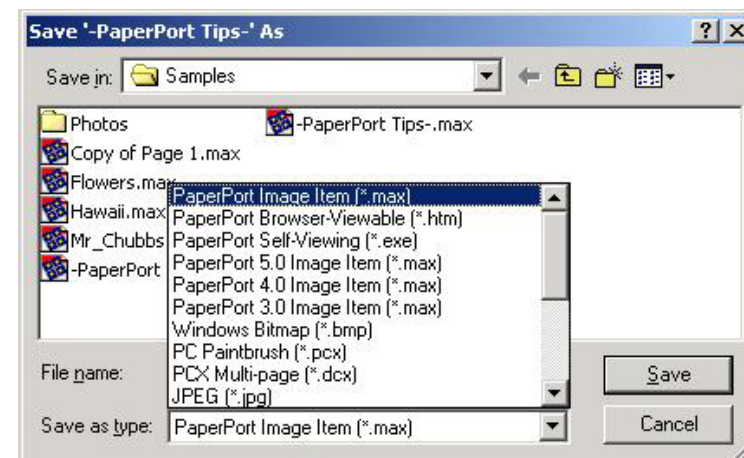 Save '-PaperPort Tips-' As
Save in: Samples
Photos -PaperPort Tips-.max
Copy of Page 1.max
Flowers.max
Hawaii.max
Mr_Chubbs
-PaperPort
PaperPort Image Item (*.max)
PaperPort Browser-Viewable (*.htm)
PaperPort Self-Viewing (*.exe)
PaperPort 5.0 Image Item (*.max)
PaperPort 4.0 Image Item (*.max)
PaperPort 3.0 Image Item (*.max)
Windows Bitmap (*.bmp)
PC Paintbrush (*.pcx)
PCX Multi-page (*.dcx)
JPEG (*.jpg)
File name: Save
Save as type: PaperPort Image Item (*.max) Cancel